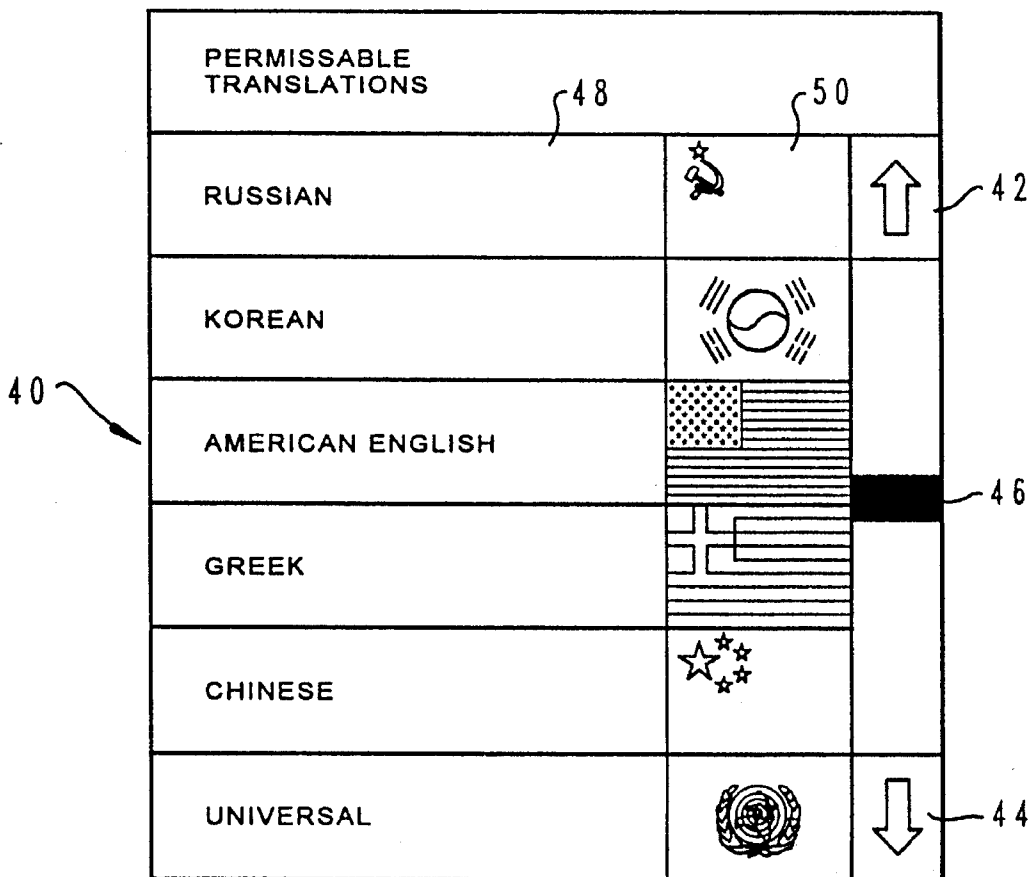 PERMISSABLE
TRANSLATIONS
48
50
RUSSIAN
42
KOREAN
40
AMERICAN ENGLISH
46
GREEK
CHINESE
UNIVERSAL
44